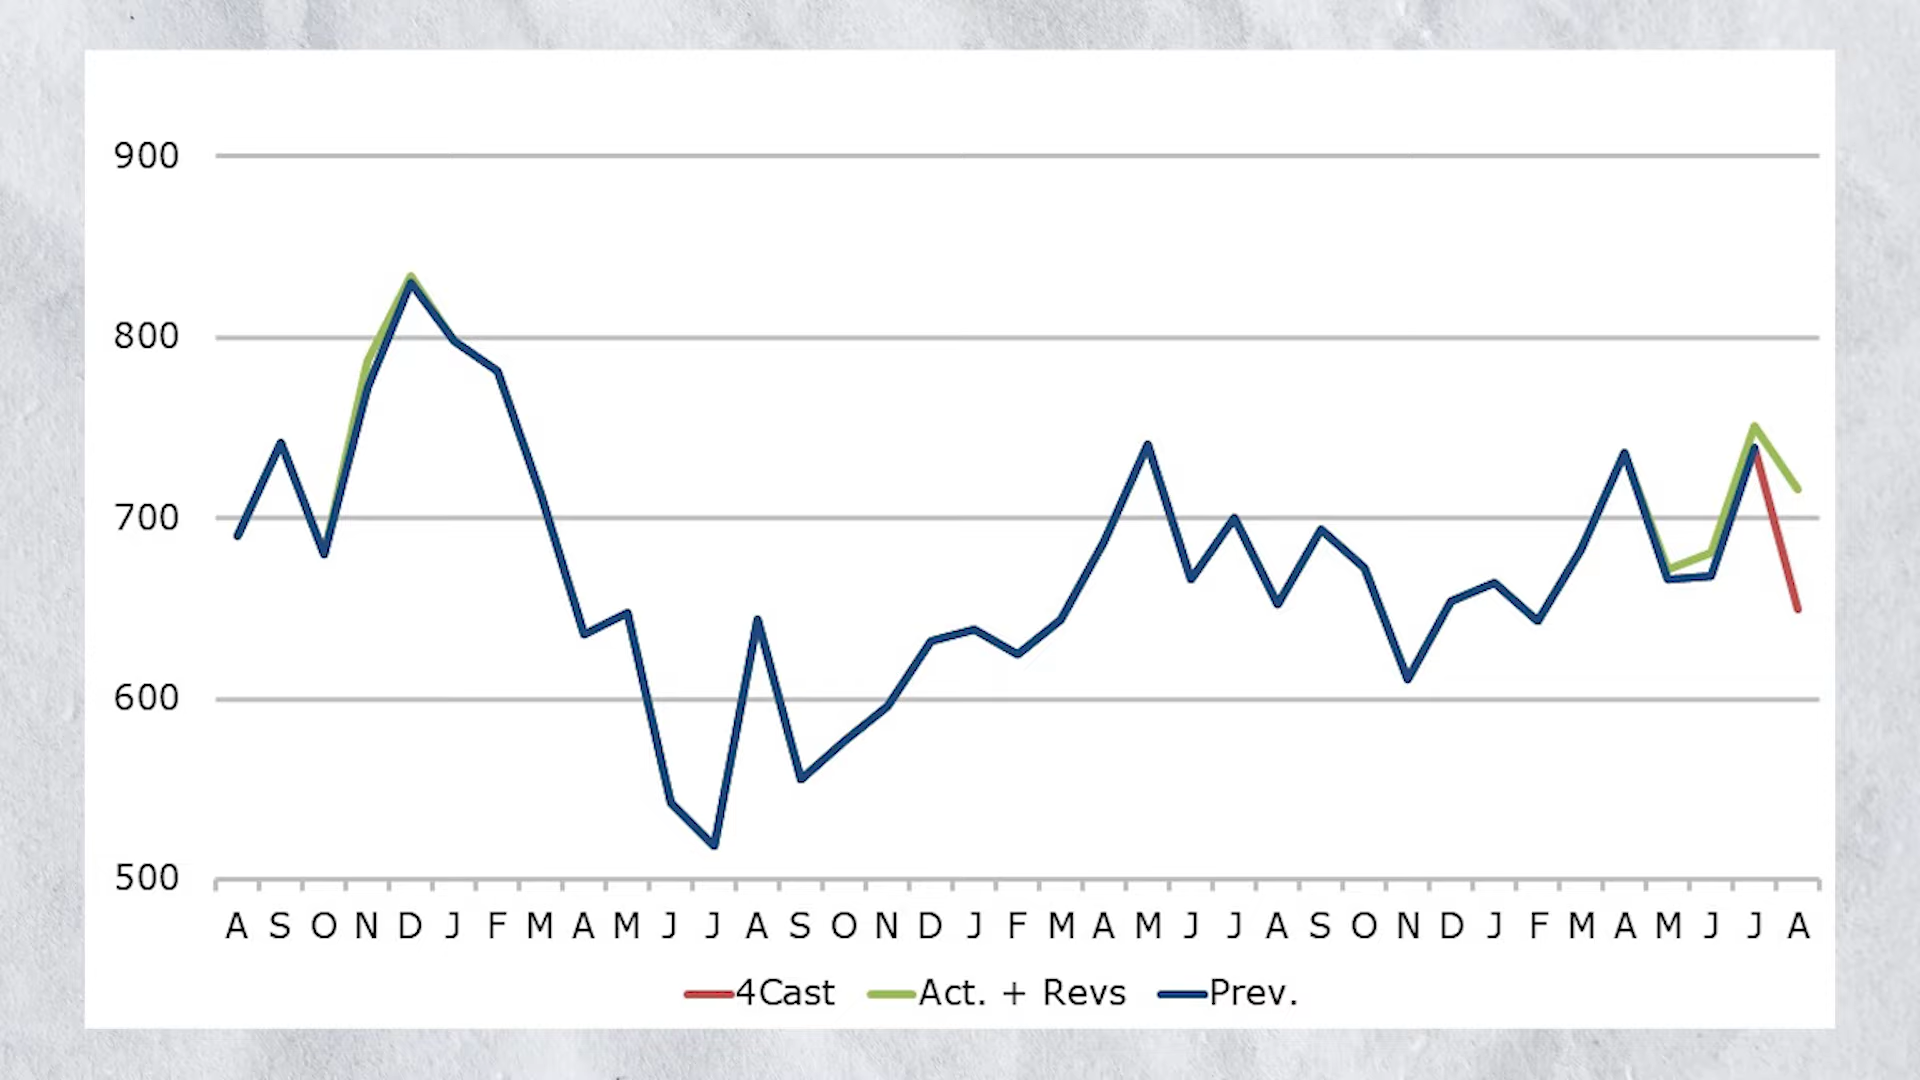 900
800
700
600
500
A S O N D J F M A M J J A S O N D J F M A M J J A S O N D J F M A M J J A
4Cast Act. + Revs Prev.